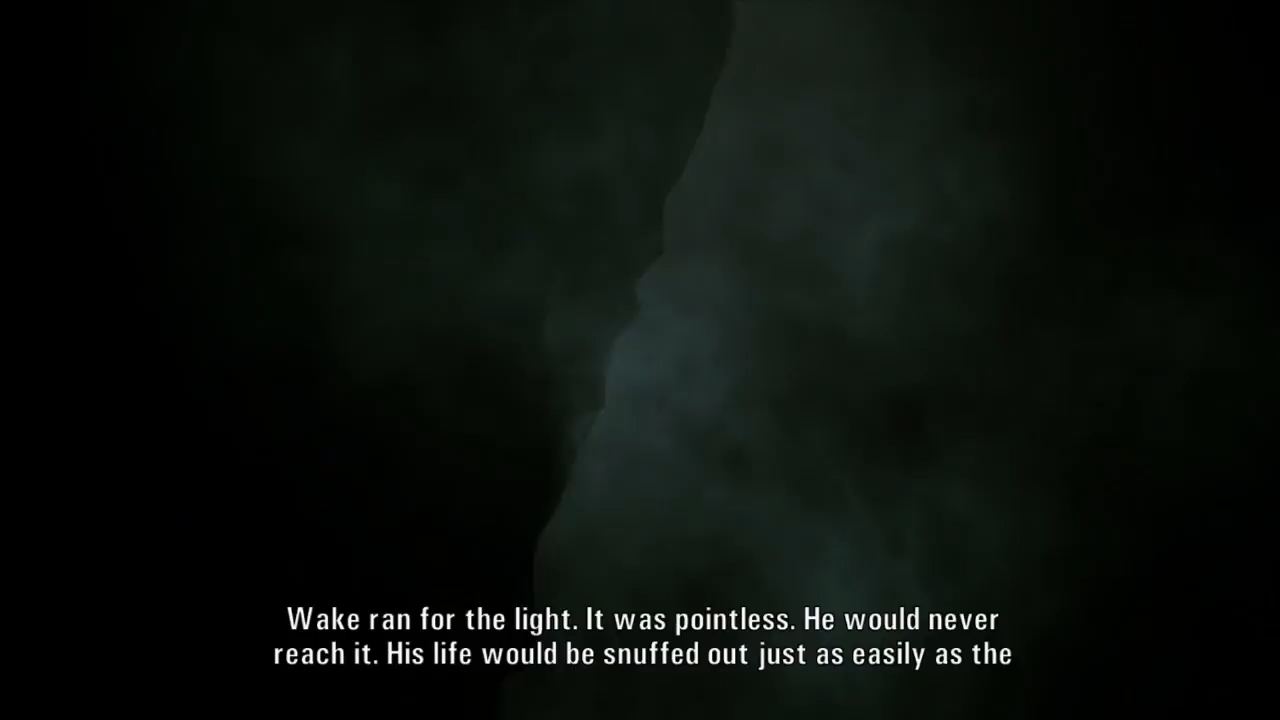 Wake ran for the light. It was pointless. He would never
reach it. His life would be snuffed out just as easily as the